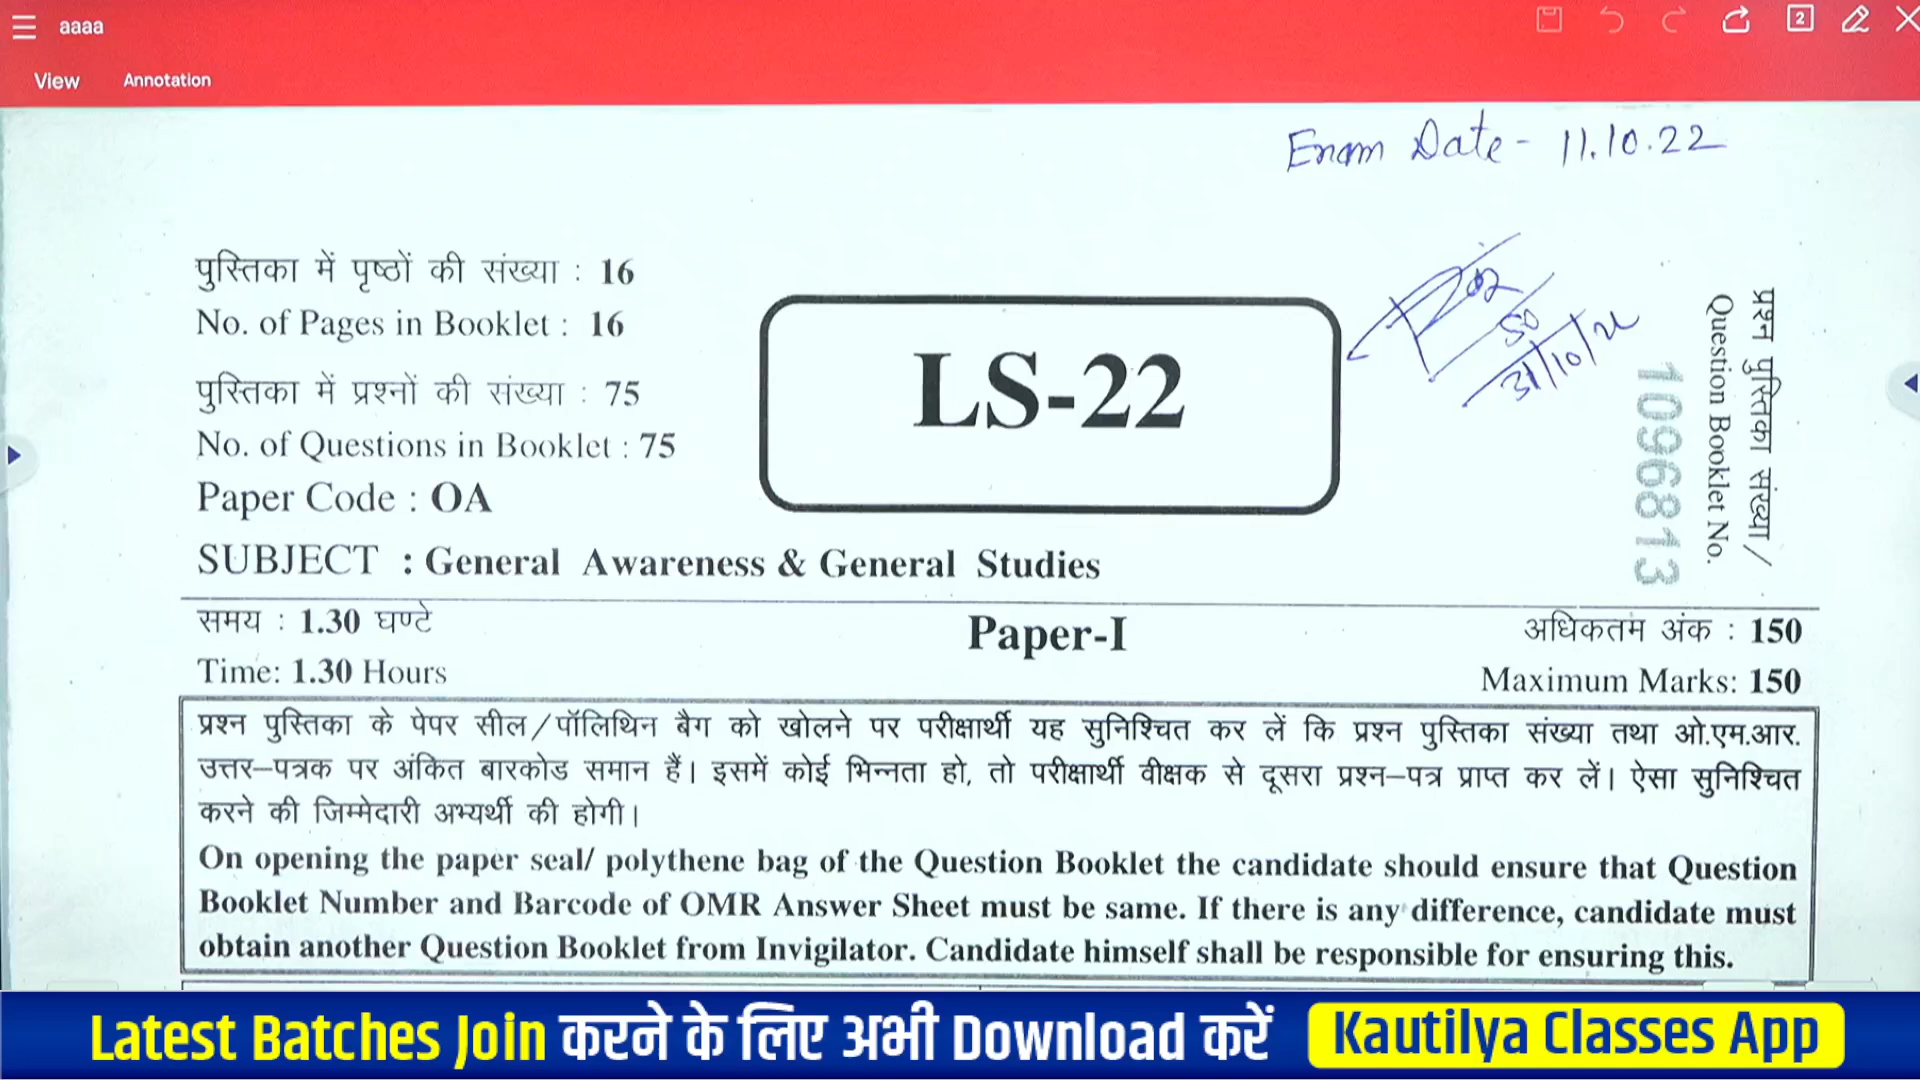 aaaa
2
View
Annotation
Exam Date - 11.10.22
पुस्तिका में पृष्ठों की संख्या : 16
No. of Pages in Booklet : 16
पुस्तिका में प्रश्नों की संख्या : 75
No. of Questions in Booklet : 75
Paper Code : OA
LS-22
31/10/22
प्रश्न पुस्तिका संख्या /
Question Booklet No.
1096813
SUBJECT : General Awareness & General Studies
समय : 1.30 घण्टे
Time: 1.30 Hours
Paper-I
अधिकतम अंक : 150
Maximum Marks: 150
प्रश्न पुस्तिका के पेपर सील/पॉलिथिन बैग को खोलने पर परीक्षार्थी यह सुनिश्चित कर लें कि प्रश्न पुस्तिका संख्या तथा ओ.एम.आर.
उत्तर–पत्रक पर अंकित बारकोड समान हैं। इसमें कोई भिन्नता हो, तो परीक्षार्थी वीक्षक से दूसरा प्रश्न–पत्र प्राप्त कर लें। ऐसा सुनिश्चित
करने की जिम्मेदारी अभ्यर्थी की होगी।
On opening the paper seal/ polythene bag of the Question Booklet the candidate should ensure that Question
Booklet Number and Barcode of OMR Answer Sheet must be same. If there is any difference, candidate must
obtain another Question Booklet from Invigilator. Candidate himself shall be responsible for ensuring this.
Latest Batches Join करने के लिए अभी Download करें
Kautilya Classes App